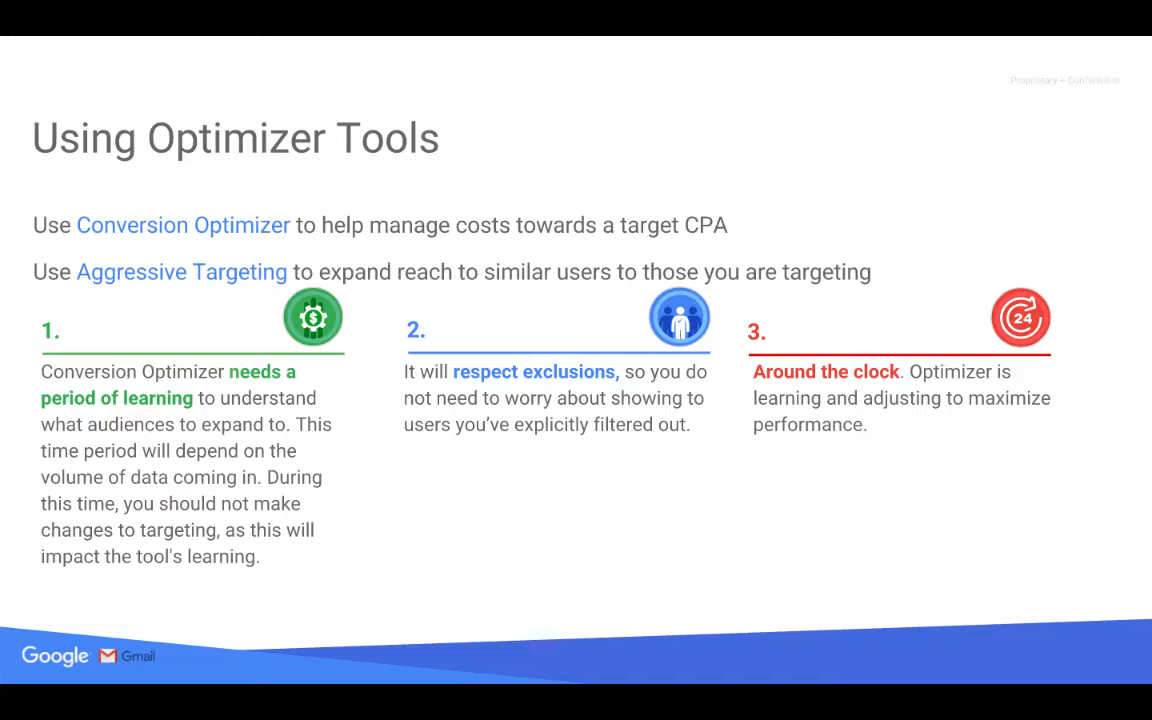 Proprietary + Confidential
Using Optimizer Tools
Use Conversion Optimizer to help manage costs towards a target CPA
Use Aggressive Targeting to expand reach to similar users to those you are targeting
1.
Conversion Optimizer needs a
period of learning to understand
what audiences to expand to. This
time period will depend on the
volume of data coming in. During
this time, you should not make
changes to targeting, as this will
impact the tool's learning.
2.
It will respect exclusions, so you do
not need to worry about showing to
users you’ve explicitly filtered out.
3.
24
Around the clock. Optimizer is
learning and adjusting to maximize
performance.
Google Gmail